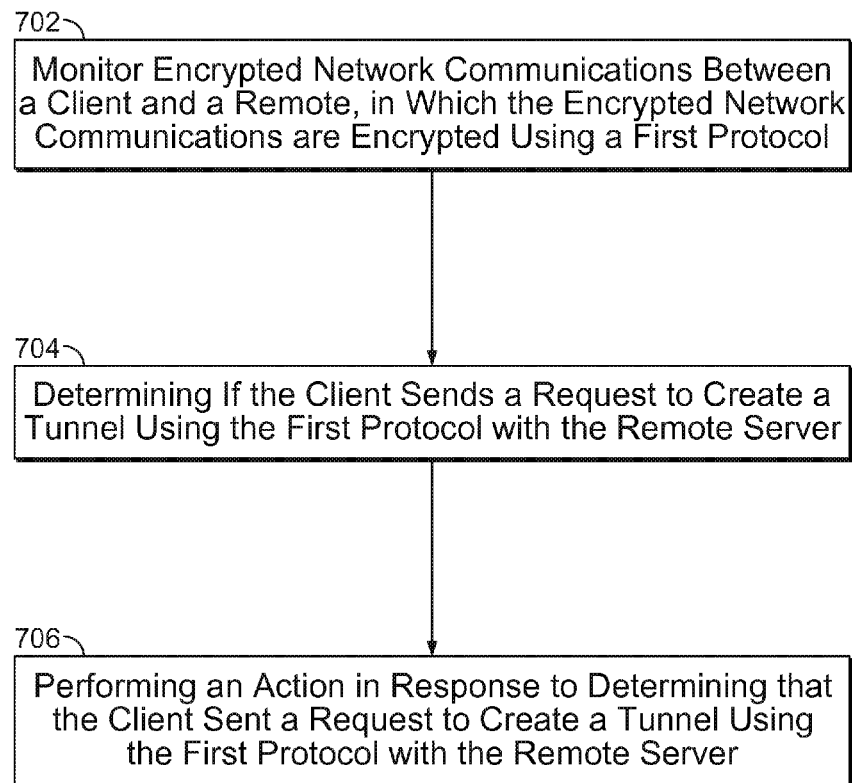 702
Monitor Encrypted Network Communications Between
a Client and a Remote, in Which the Encrypted Network
Communications are Encrypted Using a First Protocol
704
Determining If the Client Sends a Request to Create a
Tunnel Using the First Protocol with the Remote Server
706
Performing an Action in Response to Determining that
the Client Sent a Request to Create a Tunnel Using
the First Protocol with the Remote Server